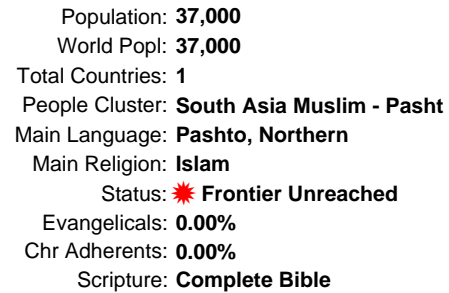 Population: 37,000
World Popl: 37,000
Total Countries: 1
People Cluster: South Asia Muslim - Pasht
Main Language: Pashto, Northern
Main Religion: Islam
Status: Frontier Unreached
Evangelicals: 0.00%
Chr Adherents: 0.00%
Scripture: Complete Bible